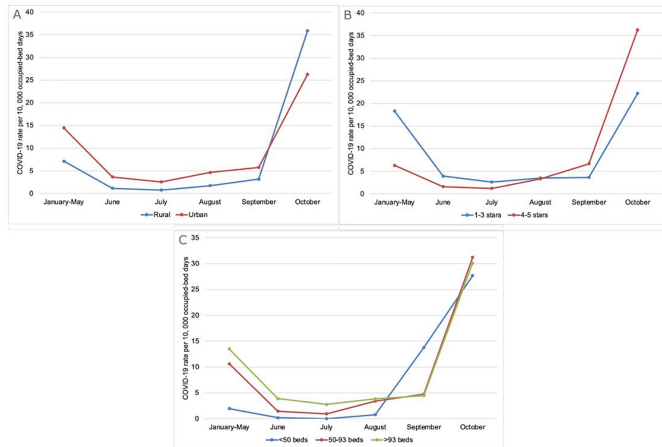 A
COVID-19 rate per 10, 000 occupied-bed days
40
35
30
25
20
15
10
5
0
January-May June July August September October
Rural Urban
B
COVID-19 rate per 10, 000 occupied-bed days
40
35
30
25
20
15
10
5
0
January-May June July August September October
1-3 stars 4-5 stars
C
COVID-19 rate per 10, 000 occupied-bed days
35
30
25
20
15
10
5
0
January-May June July August September October
<50 beds 50-93 beds >93 beds